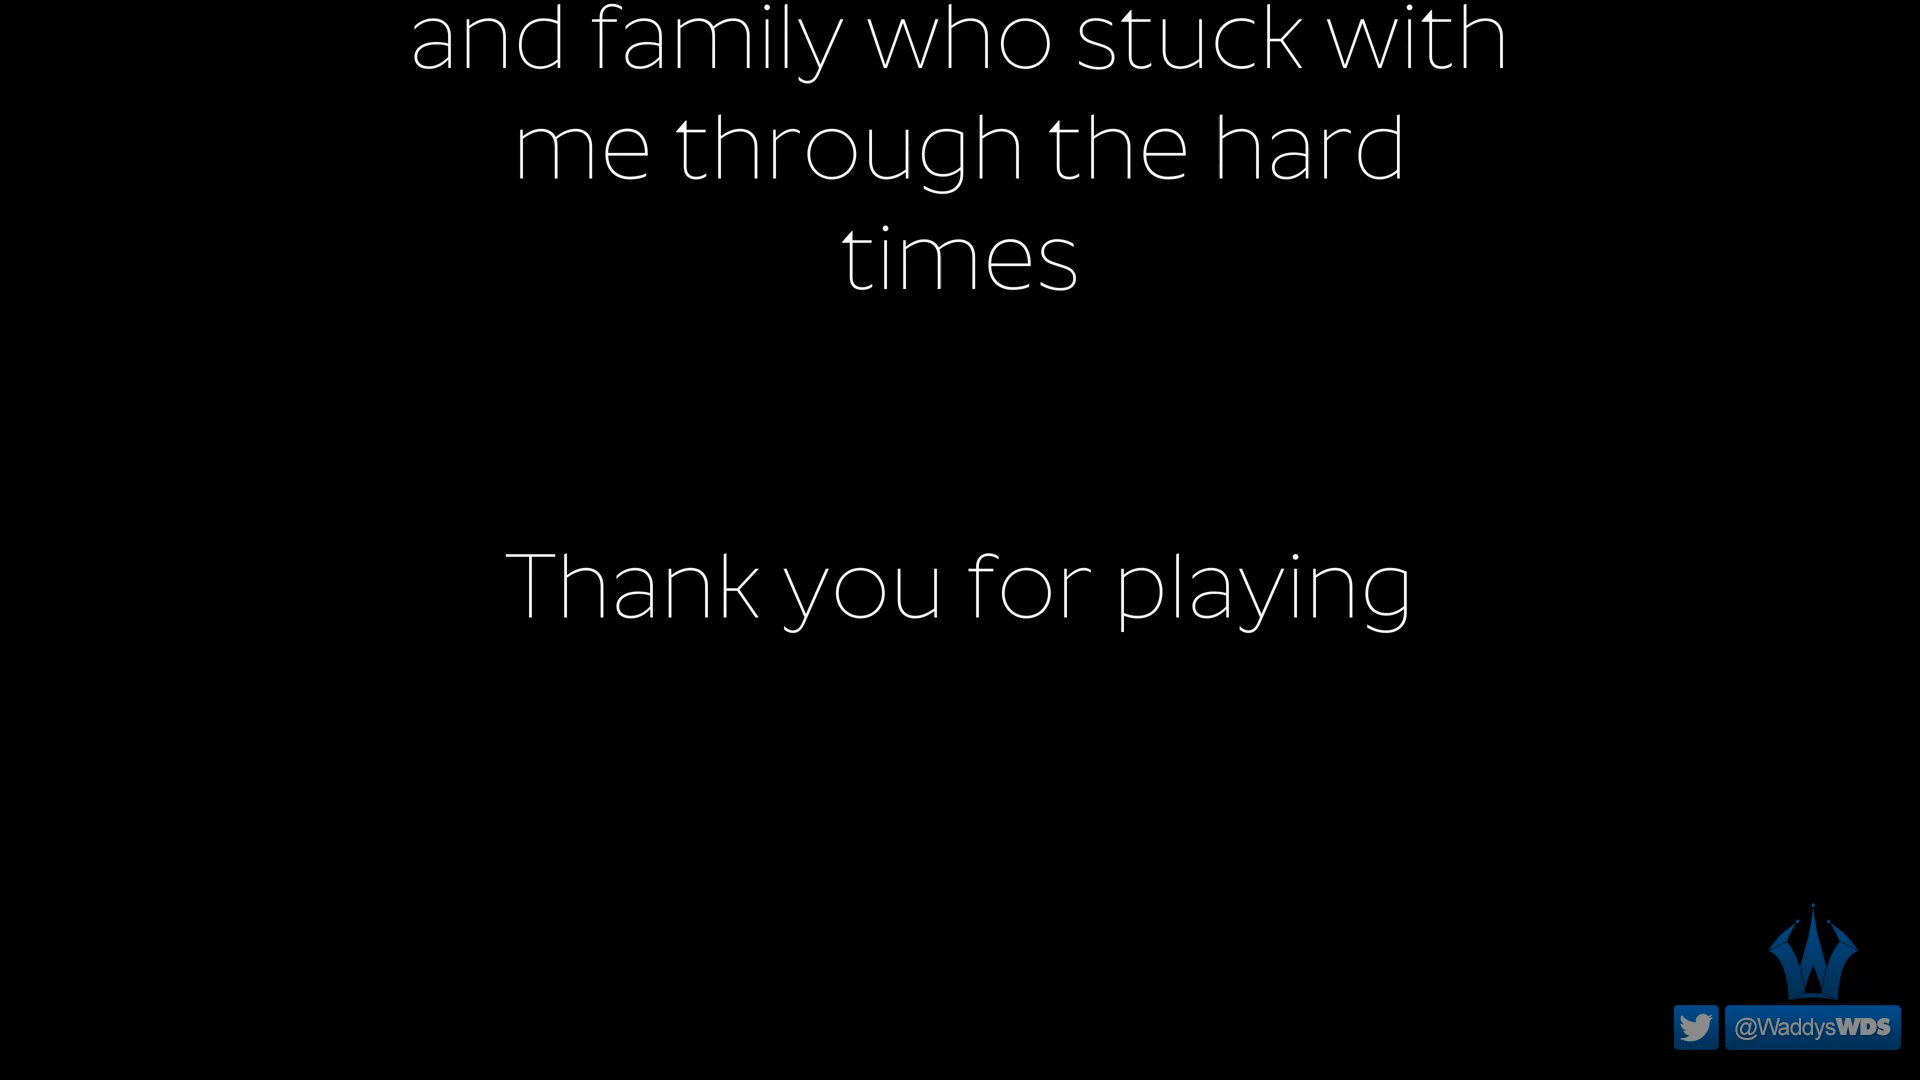 and family who stuck with
me through the hard
times
Thank you for playing
@WaddysWDS